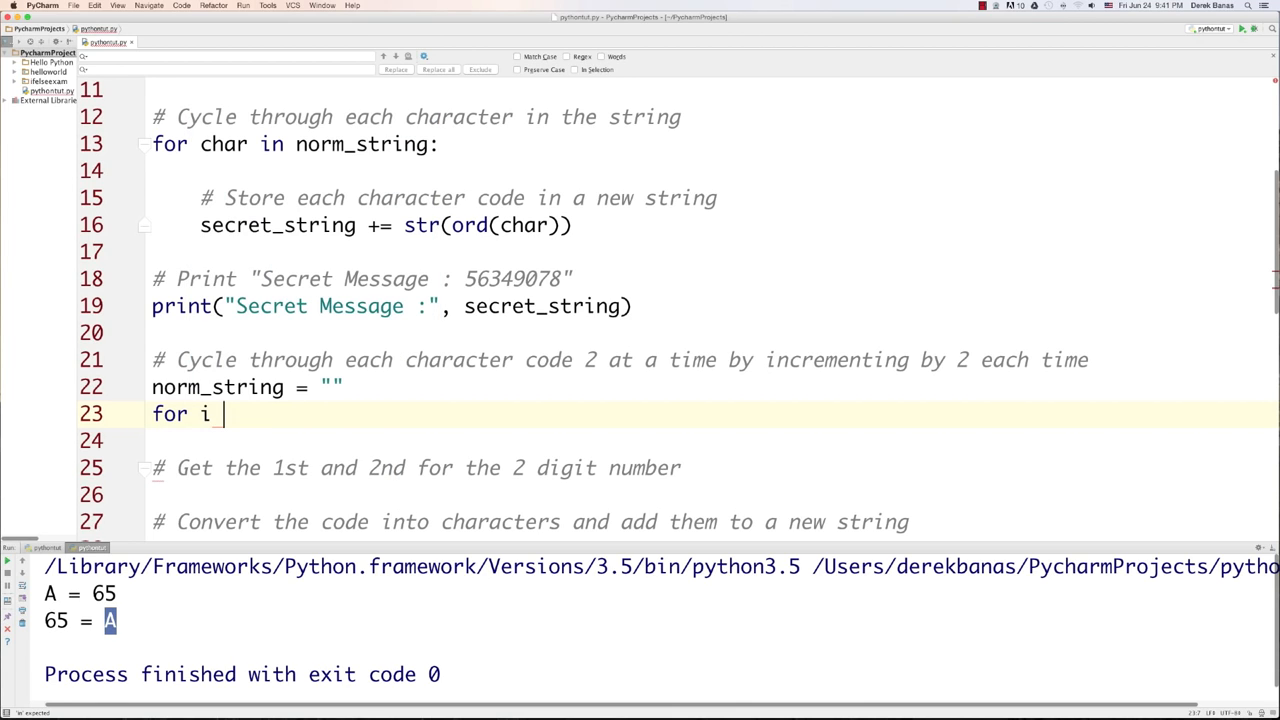 PyCharm File Edit View Navigate Code Refactor Run Tools VCS Window Help
10 Fri Jun 24 9:41 PM Derek Banas
pythontut.py - PycharmProjects - [~/PycharmProjects]
PycharmProjects pythontut.py
pythontut
pythontut.py ×
PycharmProject
Hello Python
helloworld
ifelseexam
pythontut.py
External Librarie
Match Case Regex Words
Replace Replace all Exclude Preserve Case In Selection
11
12 # Cycle through each character in the string
13 for char in norm_string:
14
15 # Store each character code in a new string
16 secret_string += str(ord(char))
17
18 # Print "Secret Message : 56349078"
19 print("Secret Message :", secret_string)
20
21 # Cycle through each character code 2 at a time by incrementing by 2 each time
22 norm_string = ""
23 for i
24
25 # Get the 1st and 2nd for the 2 digit number
26
27 # Convert the code into characters and add them to a new string
Run: pythontut pythontut
/Library/Frameworks/Python.framework/Versions/3.5/bin/python3.5 /Users/derekbanas/PycharmProjects/pytho
A = 65
65 = A
Process finished with exit code 0
'in' expected
23:7 LF UTF-8